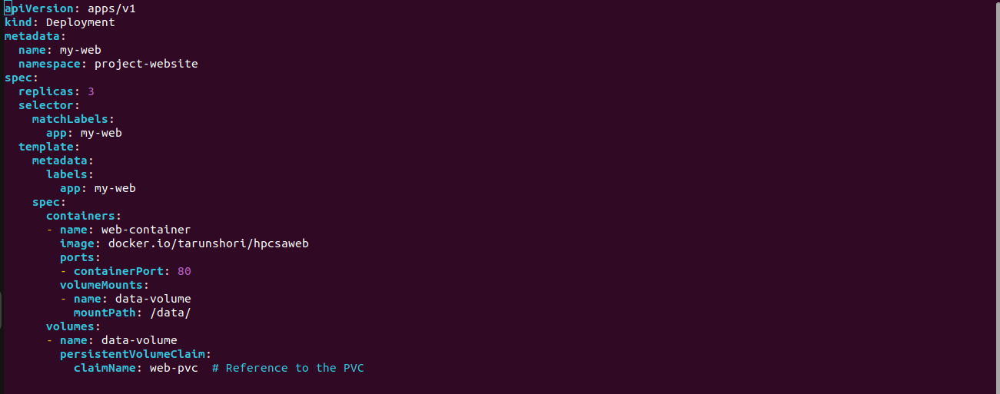 apiVersion: apps/v1
kind: Deployment
metadata:
  name: my-web
  namespace: project-website
spec:
  replicas: 3
  selector:
    matchLabels:
      app: my-web
  template:
    metadata:
      labels:
        app: my-web
    spec:
      containers:
      - name: web-container
        image: docker.io/tarunshori/hpcsaweb
        ports:
        - containerPort: 80
        volumeMounts:
        - name: data-volume
          mountPath: /data/
      volumes:
      - name: data-volume
        persistentVolumeClaim:
          claimName: web-pvc  # Reference to the PVC